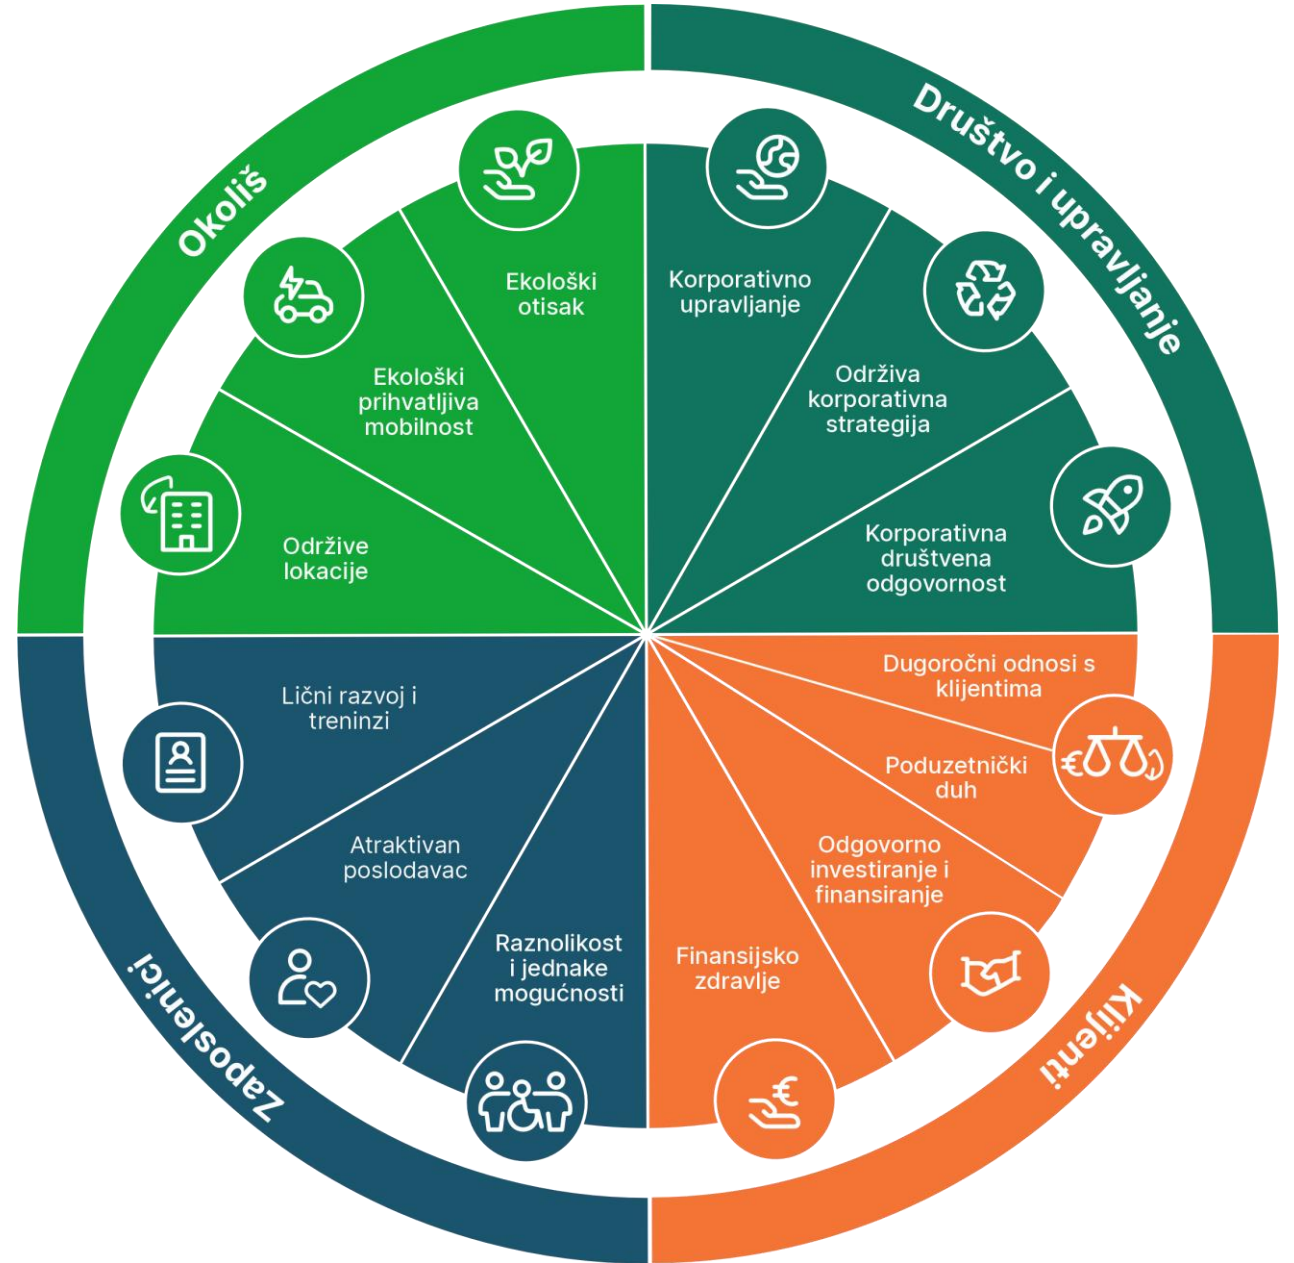 Okoliš
Društvo i upravljanje
Ekološki
otisak
Korporativno
upravljanje
Ekološki
prihvatljiva
mobilnost
Održiva
korporativna
strategija
Održive
lokacije
Korporativna
društvena
odgovornost
Lični razvoj i
treninzi
Dugoročni odnosi s
klijentima
Poduzetnički
duh
Atraktivan
poslodavac
Odgovorno
investiranje i
finansiranje
Raznolikost
i jednake
mogućnosti
Finansijsko
zdravlje
Zaposlenici
Klijenti
€
€